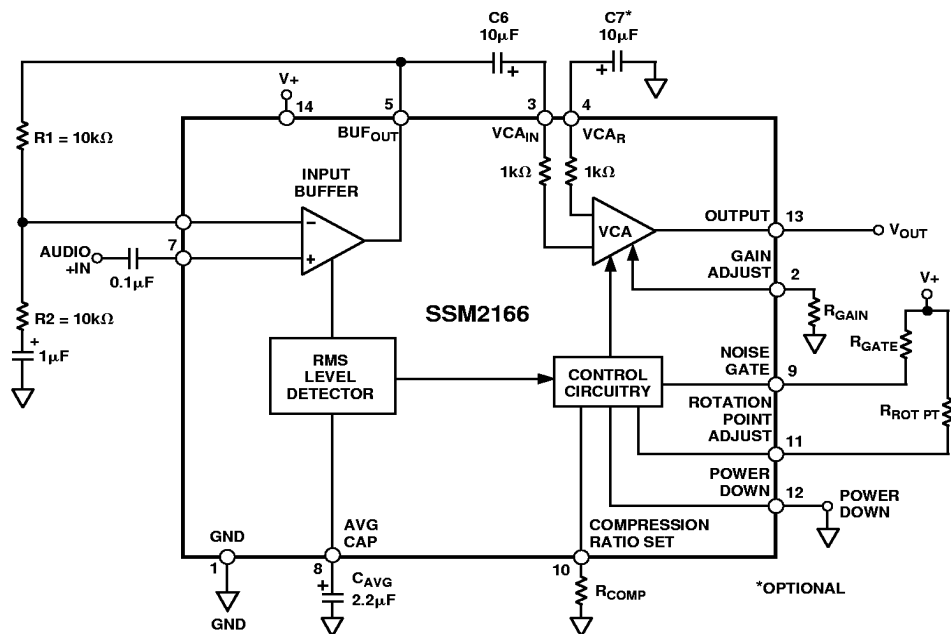 C6
10μF
C7*
10μF
V+
14
5
3
4
R1 = 10kΩ
BUFOUT
VCAIN
VCAR
1kΩ
1kΩ
INPUT
BUFFER
7
AUDIO
+IN
0.1μF
−
+
VCA
OUTPUT
13
VOUT
GAIN
ADJUST
2
V+
RGAIN
SSM2166
R2 = 10kΩ
+
1μF
RGATE
RMS
LEVEL
DETECTOR
CONTROL
CIRCUITRY
NOISE
GATE
9
ROTATION
POINT
ADJUST
11
RROT PT
POWER
DOWN
12
POWER
DOWN
GND
1
GND
AVG
CAP
8
+
CAVG
2.2μF
COMPRESSION
RATIO SET
10
RCOMP
*OPTIONAL
+
+